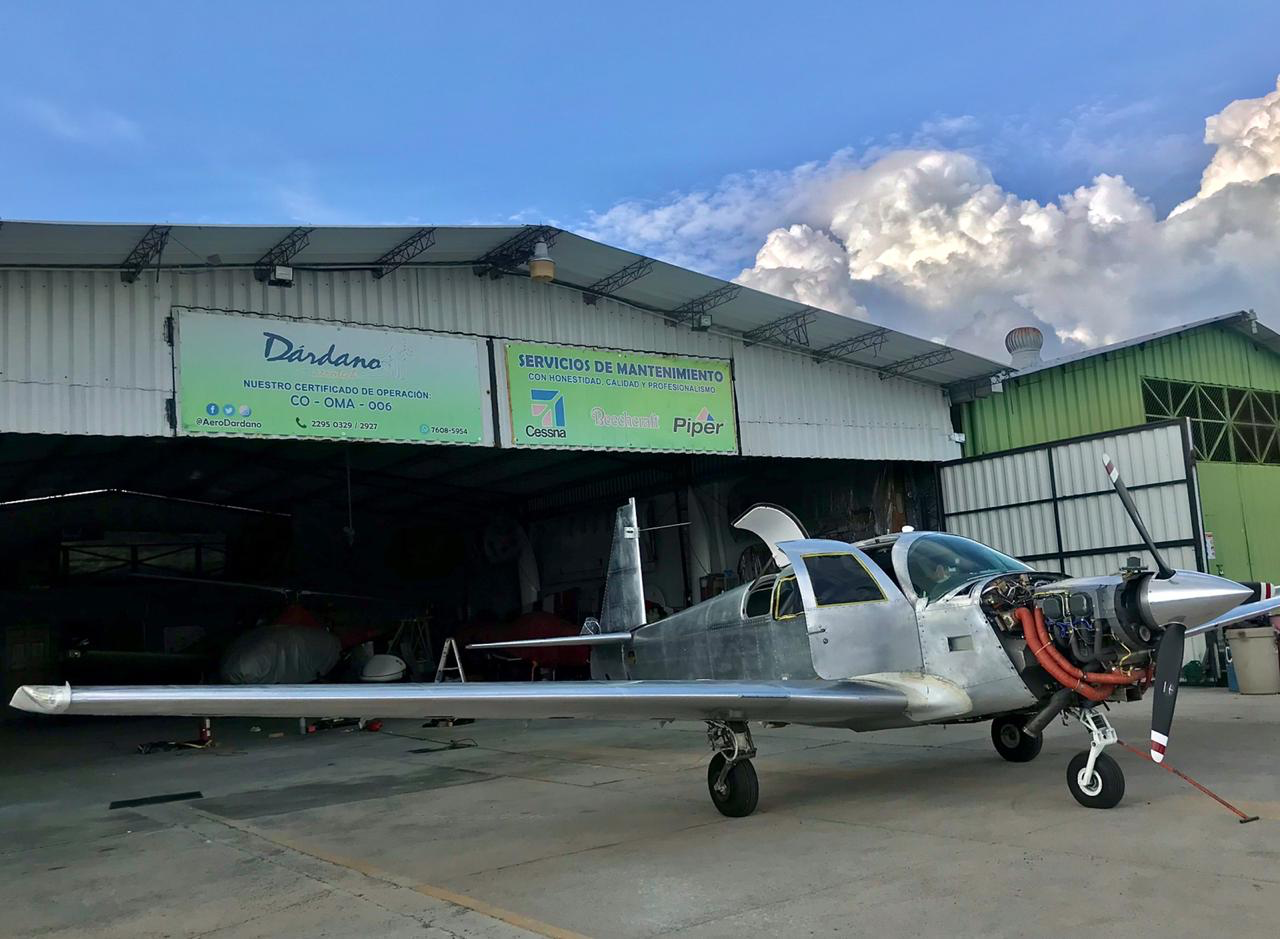 Dárdano
NUESTRO CERTIFICADO DE OPERACIÓN:
CO - OMA - 006
@AeroDardano
2295 0329 / 2927
7608-5954
SERVICIOS DE MANTENIMIENTO
CON HONESTIDAD, CALIDAD Y PROFESIONALISMO
Cessna
Beechcraft
Piper